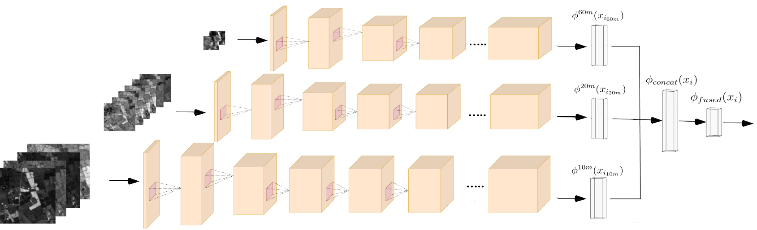 ϕ^{60m}(x_{i_{60m}})
ϕ_{concat}(x_i)
ϕ^{20m}(x_{i_{20m}})
ϕ_{fused}(x_i)
ϕ^{10m}(x_{i_{10m}})